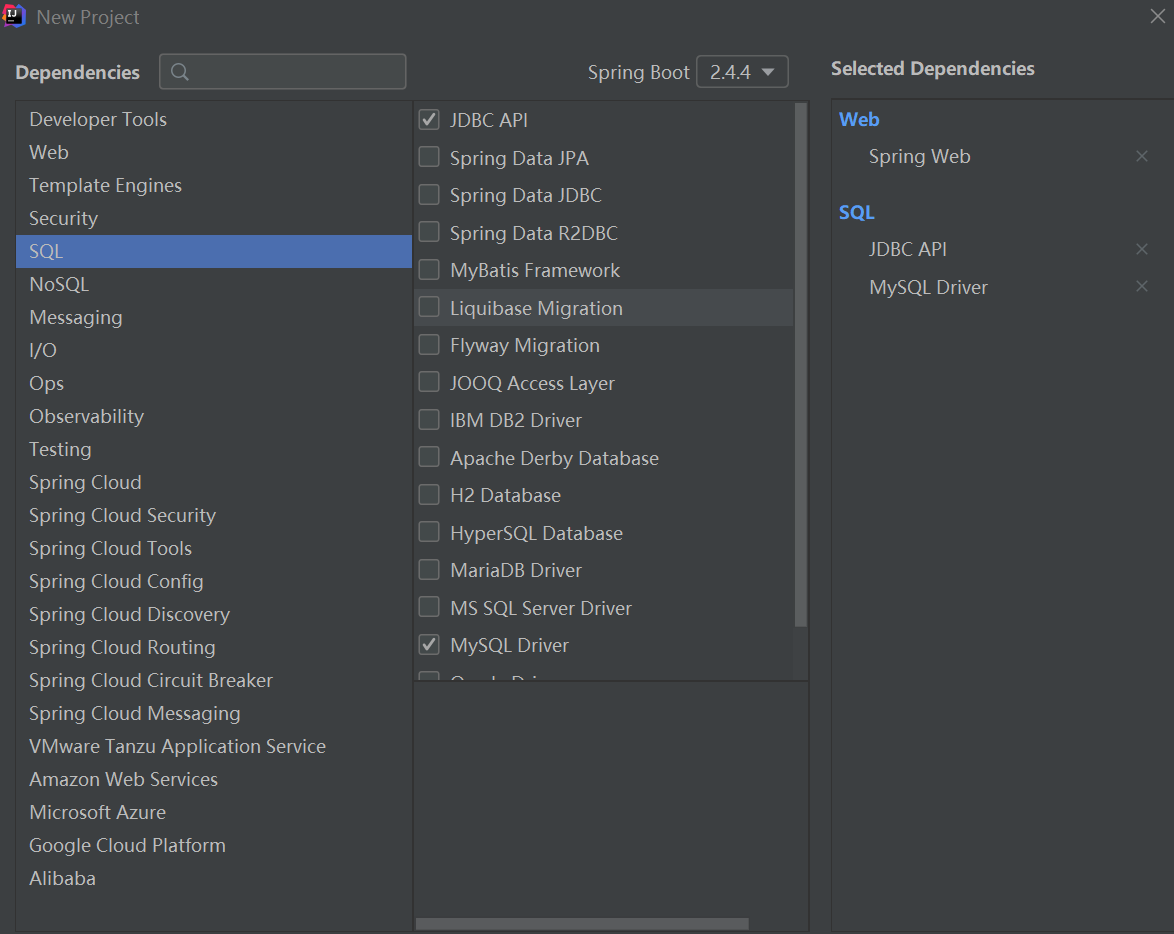 New Project
Dependencies
Spring Boot 2.4.4
Selected Dependencies
Developer Tools
Web
Template Engines
Security
SQL
NoSQL
Messaging
I/O
Ops
Observability
Testing
Spring Cloud
Spring Cloud Security
Spring Cloud Tools
Spring Cloud Config
Spring Cloud Discovery
Spring Cloud Routing
Spring Cloud Circuit Breaker
Spring Cloud Messaging
VMware Tanzu Application Service
Amazon Web Services
Microsoft Azure
Google Cloud Platform
Alibaba
JDBC API
Spring Data JPA
Spring Data JDBC
Spring Data R2DBC
MyBatis Framework
Liquibase Migration
Flyway Migration
JOOQ Access Layer
IBM DB2 Driver
Apache Derby Database
H2 Database
HyperSQL Database
MariaDB Driver
MS SQL Server Driver
MySQL Driver
Web
Spring Web
SQL
JDBC API
MySQL Driver